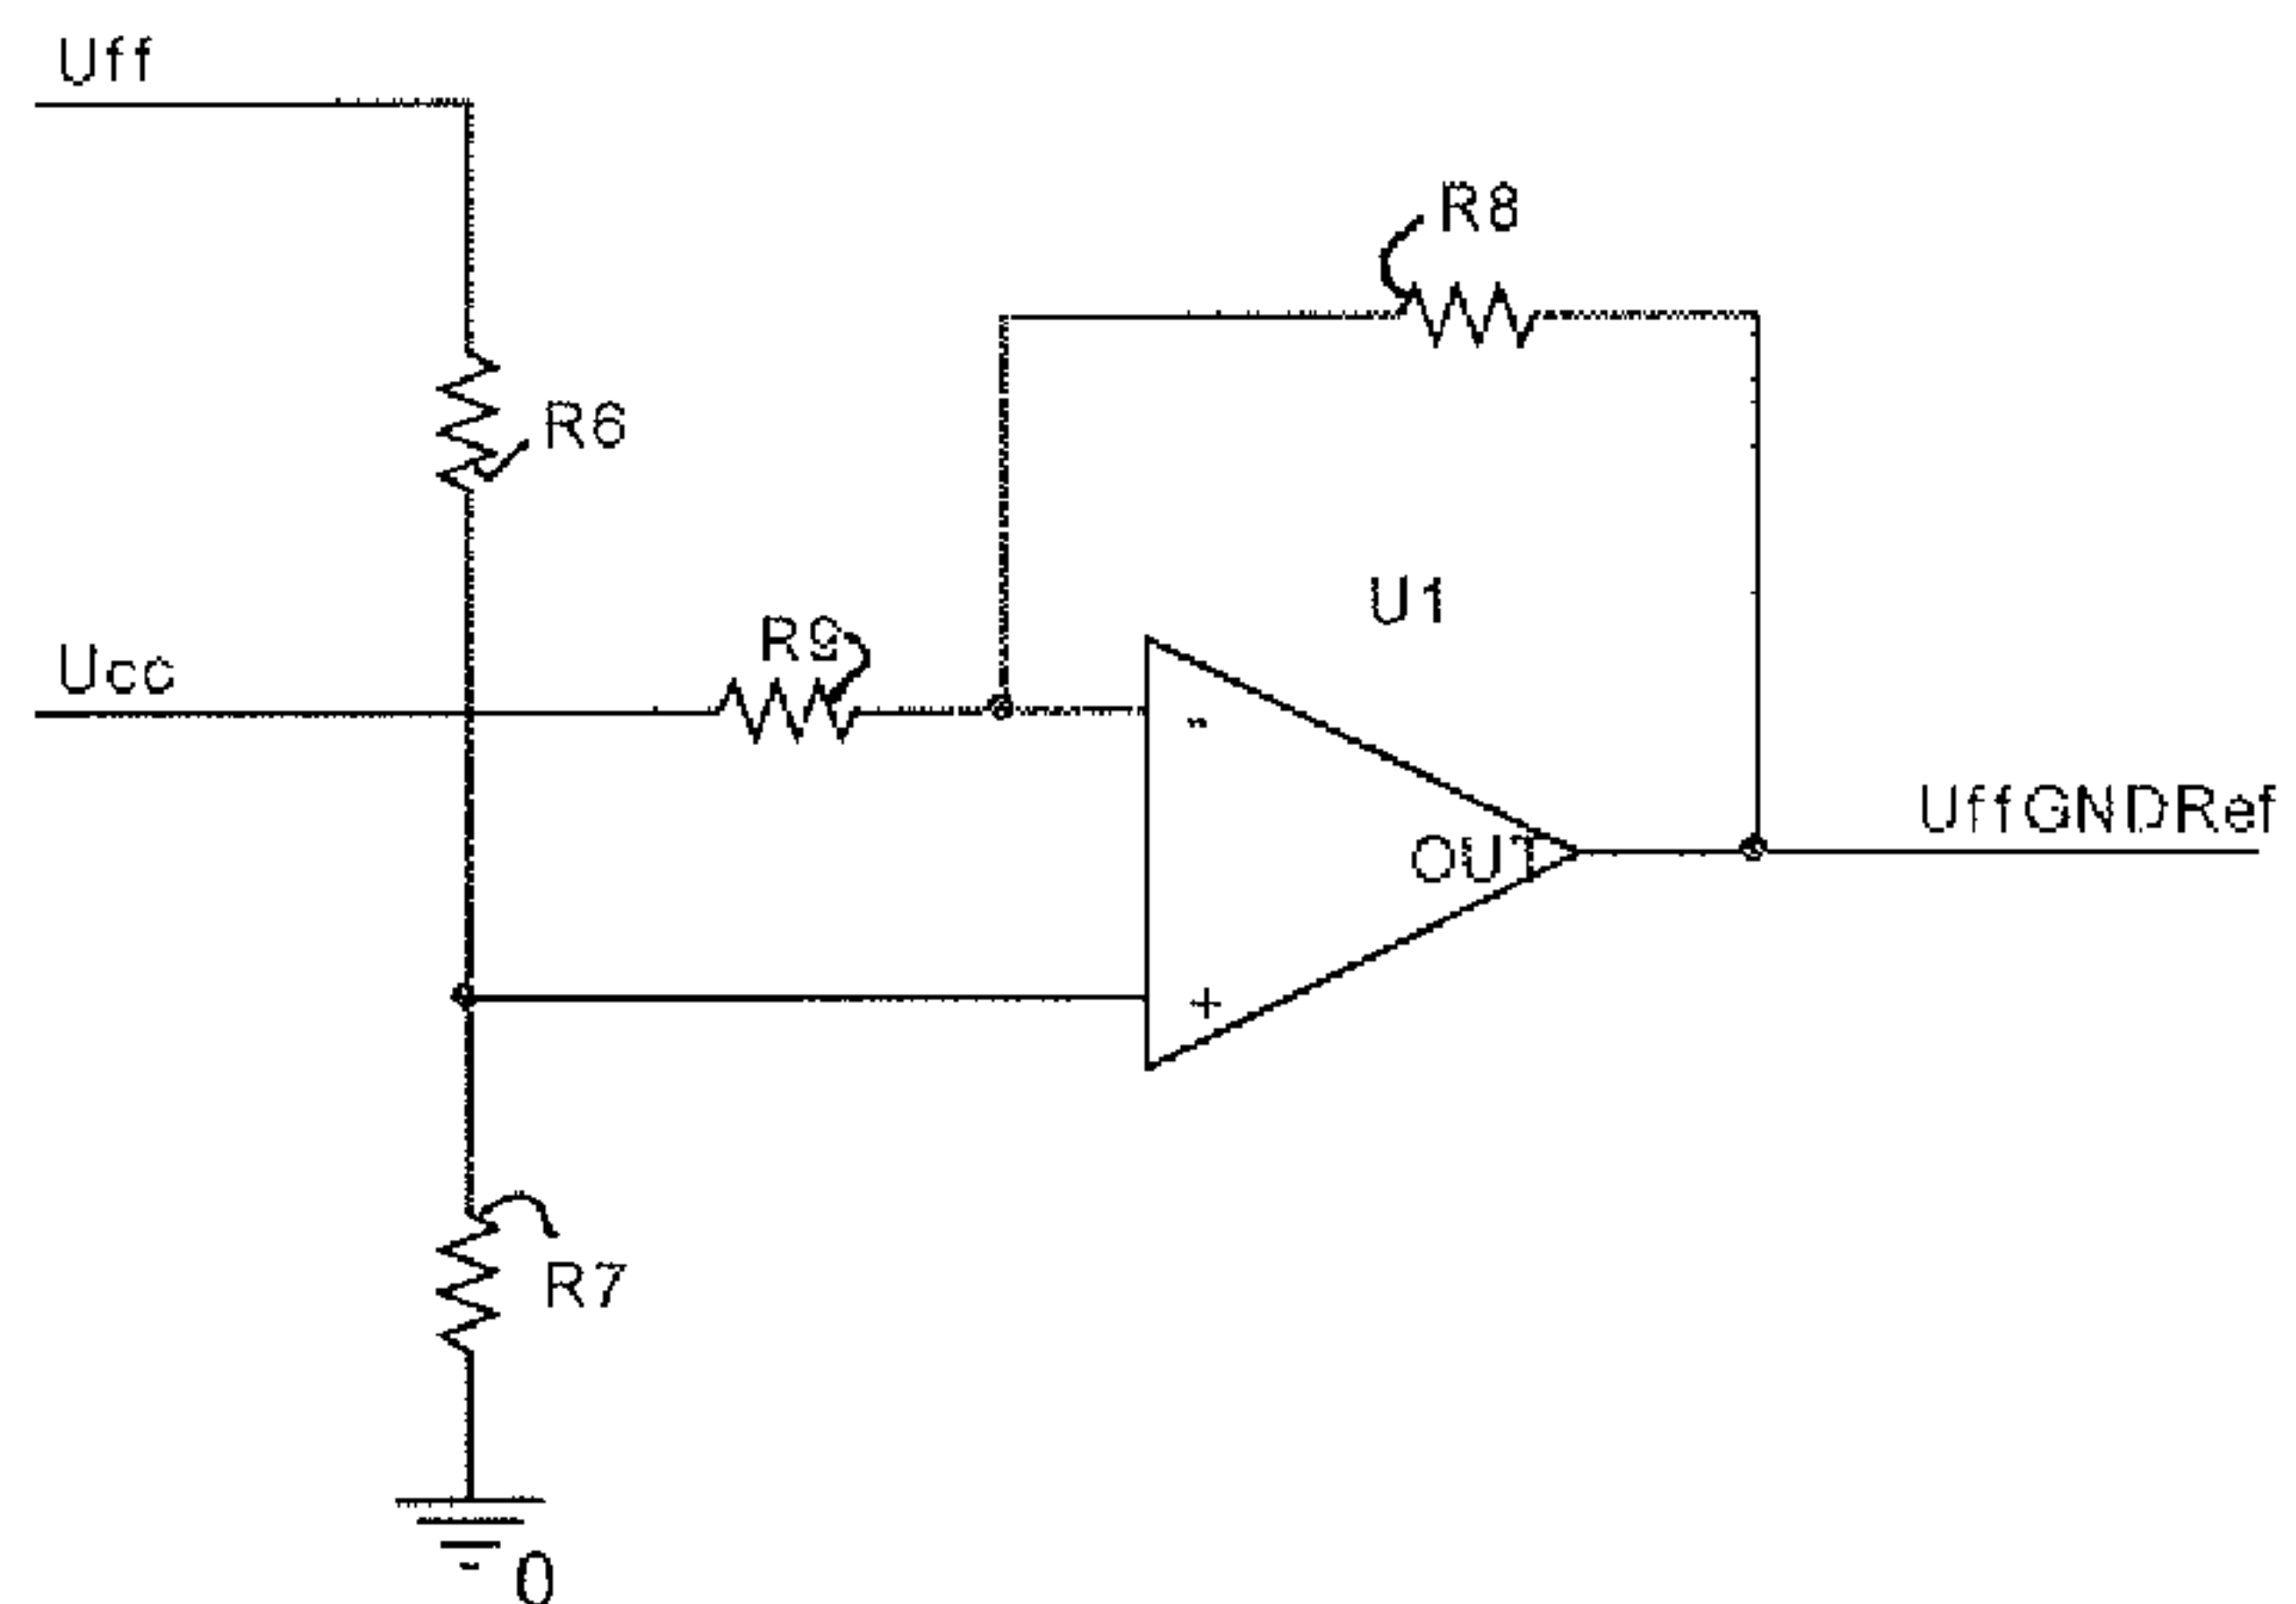 Uff
R8
R6
U1
R9
Ucc
-
UffGNDRef
OUT
+
R7
0